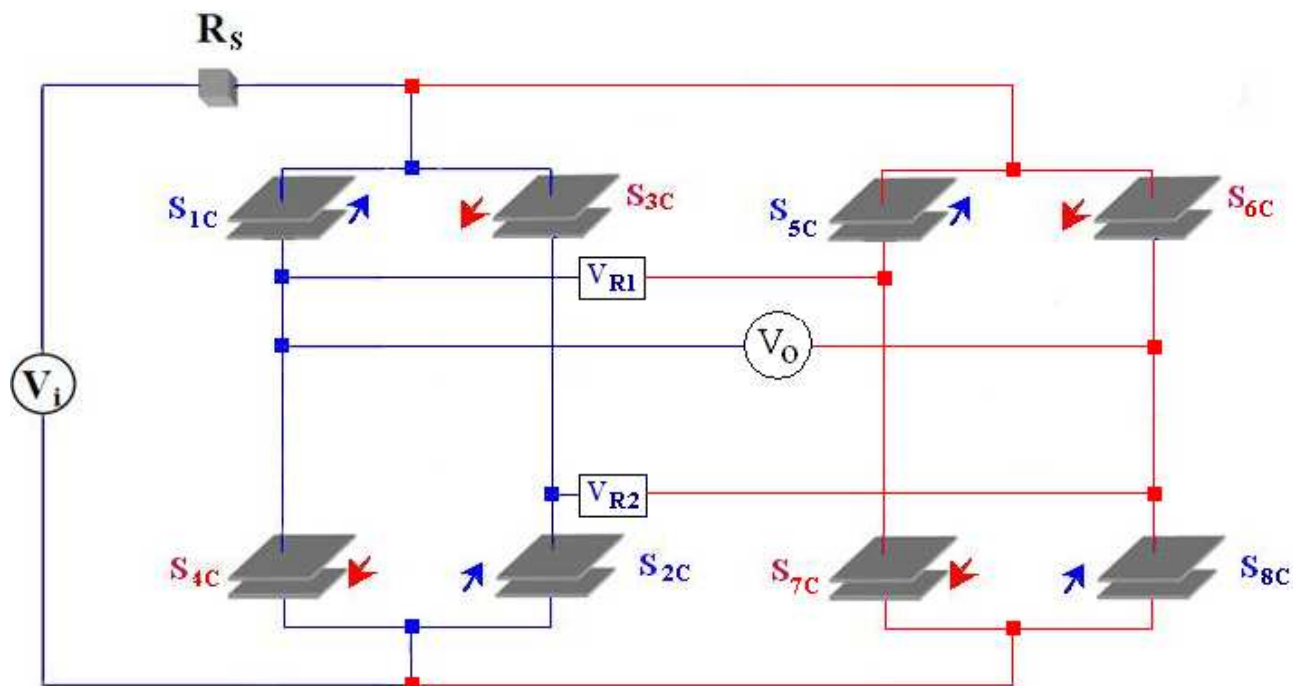 R_S
S_1C
S_3C
S_5C
S_6C
V_R1
V_O
V_i
V_R2
S_4C
S_2C
S_7C
S_8C